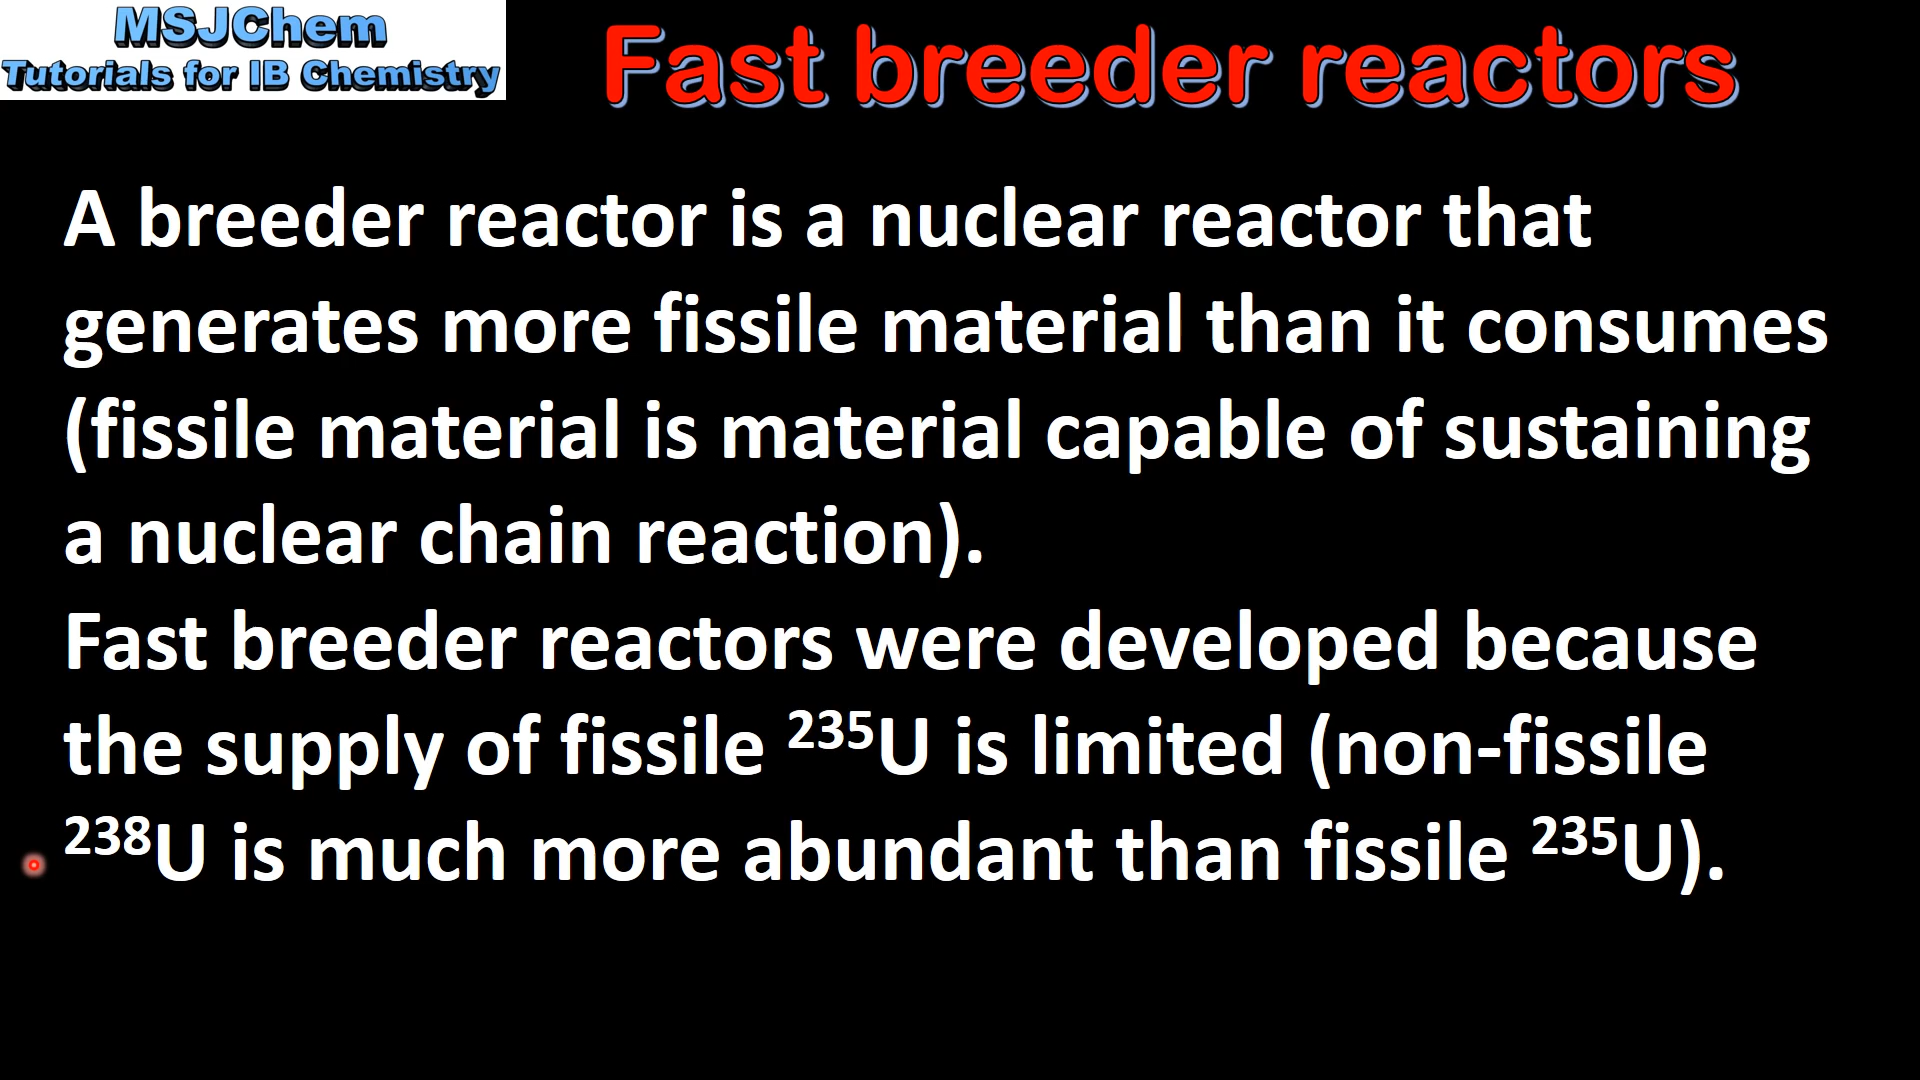 MSJChem
Tutorials for IB Chemistry
Fast breeder reactors
A breeder reactor is a nuclear reactor that
generates more fissile material than it consumes
(fissile material is material capable of sustaining
a nuclear chain reaction).
Fast breeder reactors were developed because
the supply of fissile ²³⁵U is limited (non-fissile
²³⁸U is much more abundant than fissile ²³⁵U).